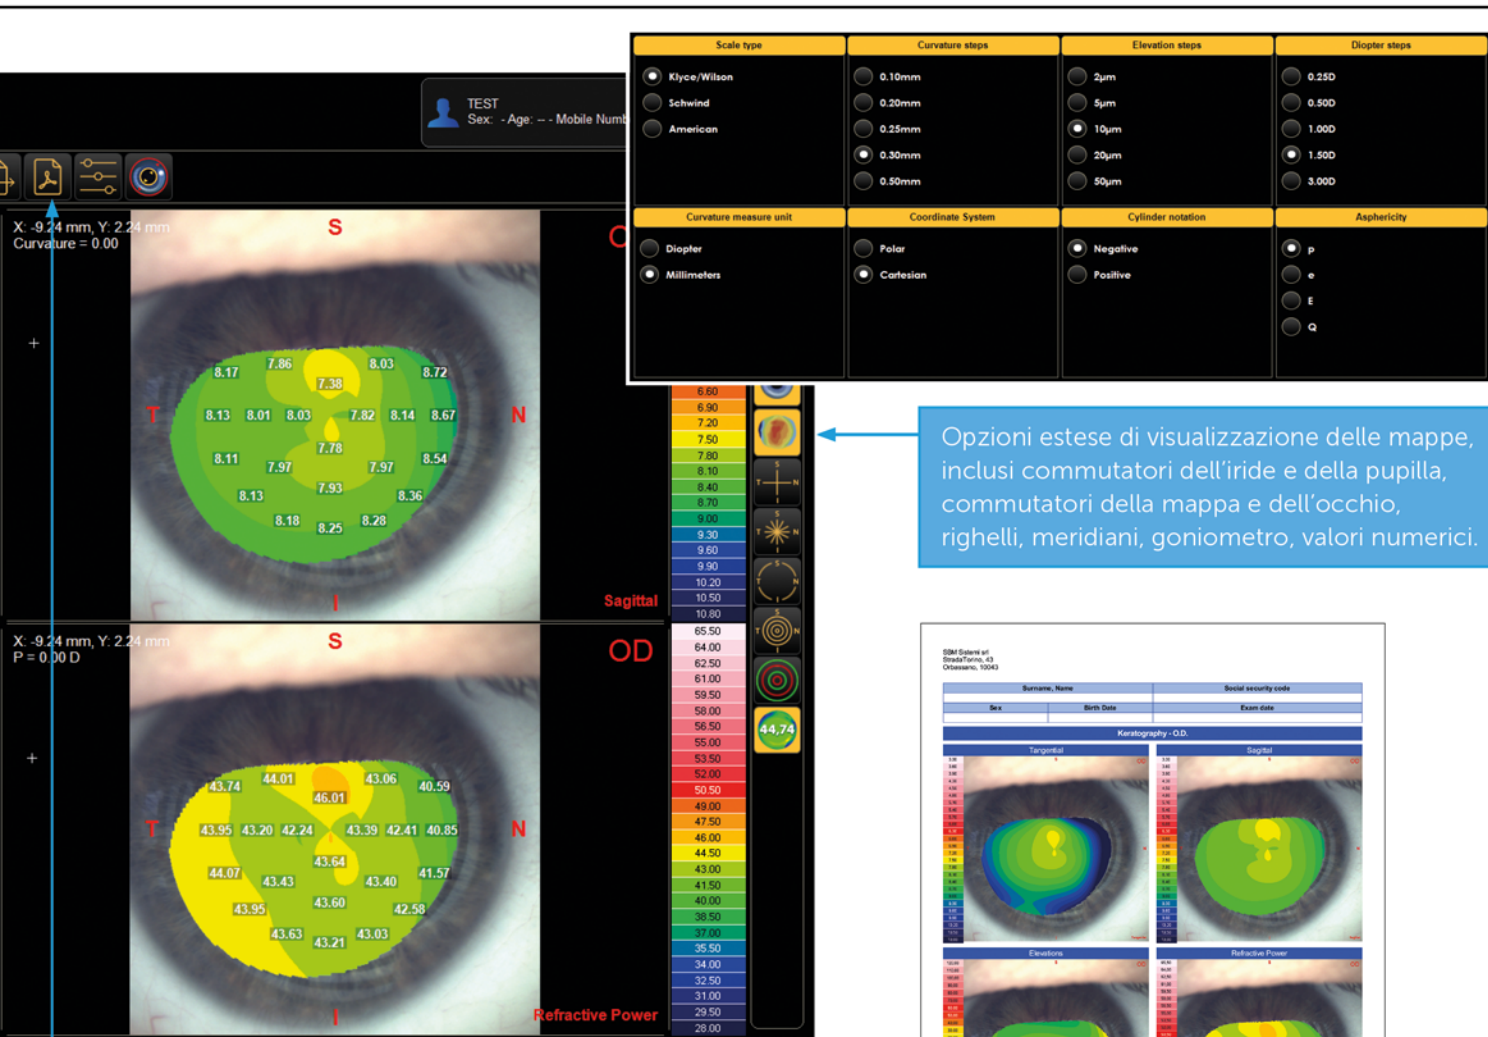 Scale type
Curvature steps
Elevation steps
Diopter steps
Klyce/Wilson
0.10mm
2µm
0.25D
Schwind
0.20mm
5µm
0.50D
American
0.25mm
10µm
1.00D
0.30mm
20µm
1.50D
0.50mm
50µm
3.00D
Curvature measure unit
Coordinate System
Cylinder notation
Asphericity
Diopter
Polar
Negative
p
Millimeters
Cartesian
Positive
e
E
Q
TEST
Sex: - Age: -- - Mobile Numb
X: -9.24 mm, Y: 2.24 mm
Curvature = 0.00
S
O
7.86
8.03
8.17
8.72
7.38
T
8.13 8.01 8.03 7.82 8.14 8.67
N
7.78
8.11
8.54
7.97
7.97
7.93
8.13
8.36
8.18
8.25
8.28
I
Sagittal
6.60
6.90
7.20
7.50
7.80
8.10
8.40
8.70
9.00
9.30
9.60
9.90
10.20
10.50
10.80
X: -9.24 mm, Y: 2.24 mm
P = 0.00 D
S
OD
44.01
43.06
43.74
40.59
46.01
T
43.95 43.20 42.24 43.39 42.41 40.85
N
43.64
44.07
41.57
43.43
43.40
43.60
43.95
42.58
43.63
43.21
43.03
I
Refractive Power
65.50
64.00
62.50
61.00
59.50
58.00
56.50
55.00
53.50
52.00
50.50
49.00
47.50
46.00
44.50
43.00
41.50
40.00
38.50
37.00
35.50
34.00
32.50
31.00
29.50
28.00
S
T N
I
S
T N
I
S
T N
I
S
T N
I
44,74
Opzioni estese di visualizzazione delle mappe,
inclusi commutatori dell'iride e della pupilla,
commutatori della mappa e dell'occhio,
righelli, meridiani, goniometro, valori numerici.
SBM Sistemi srl
StradaTorino, 43
Orbassano, 10043
Surname, Name
Social security code
Sex
Birth Date
Exam date
Keratography - O.D.
Tangential
Sagittal
OD
OD
Elevations
Refractive Power
OD
OD